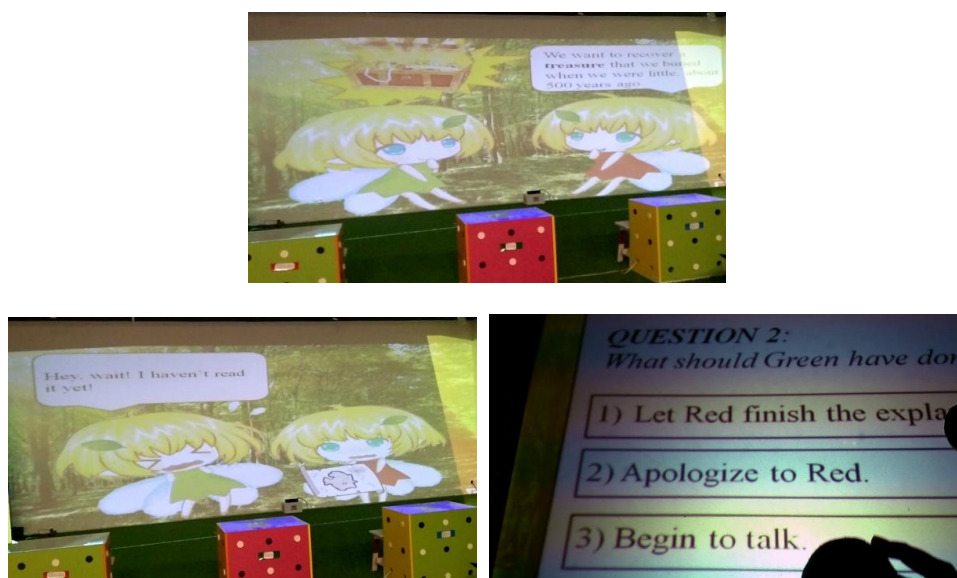 We want to recover a
treasure that we buried
when we were little, about
500 years ago
Hey, wait! I haven't read
it yet!
QUESTION 2:
What should Green have
1) Let Red finish the
2) Apologize to Red.
3) Begin to talk.